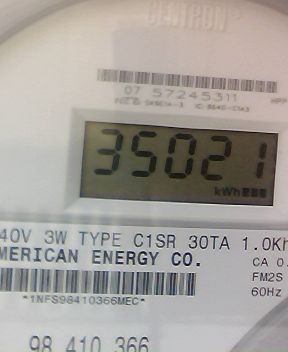 CENTRON®
07 57245311
35021
kWh
40V 3W TYPE C1SR 30TA 1.0Kh
MERICAN ENERGY CO.
CA 0.
FM2S
*1NFS98410366MEC*
60Hz
98 410 366